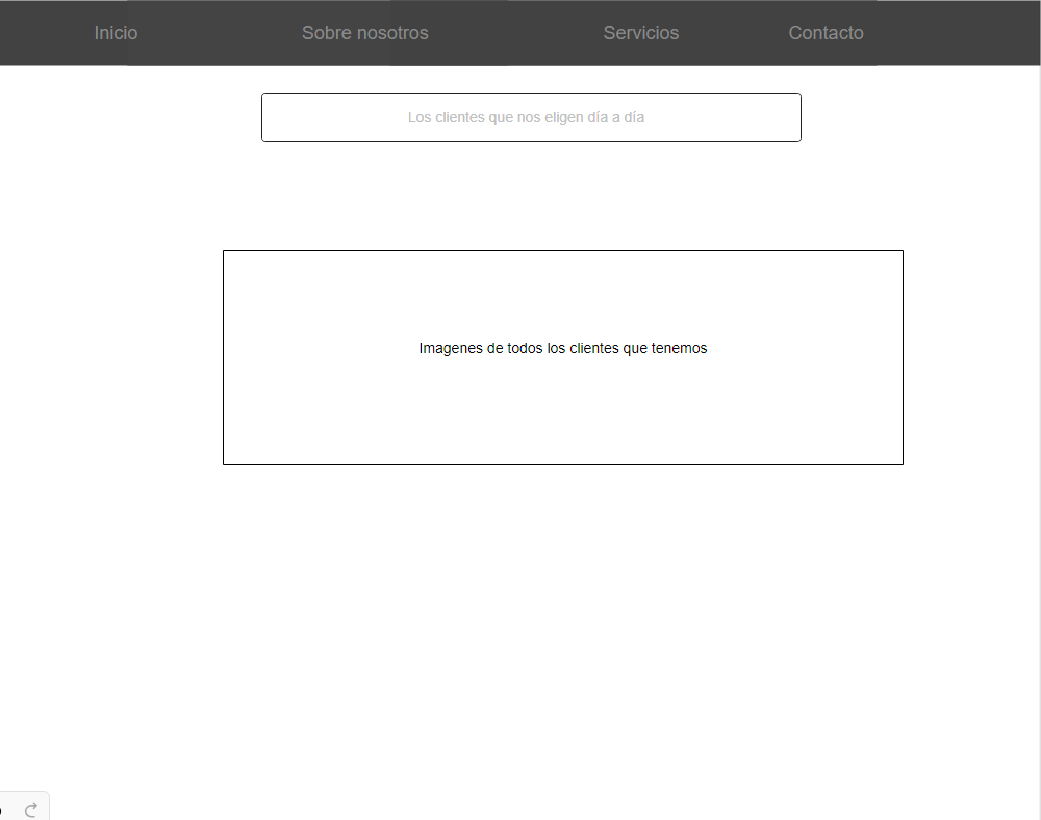 Inicio Sobre nosotros Servicios Contacto
Los clientes que nos eligen día a día
Imagenes de todos los clientes que tenemos